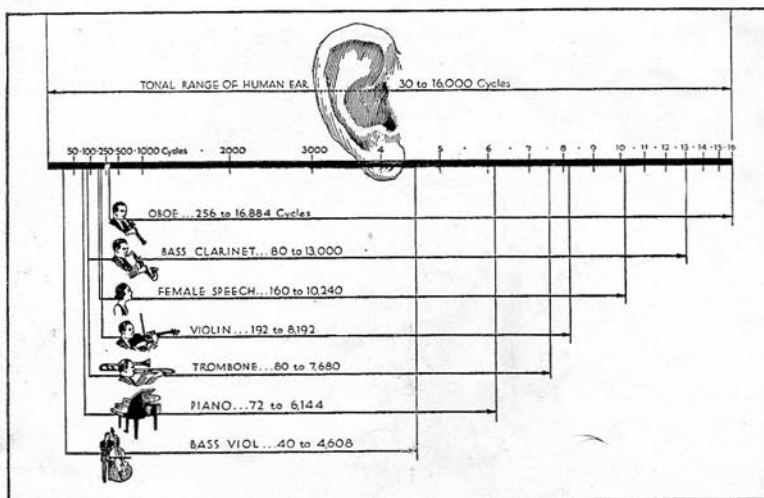 TONAL RANGE OF HUMAN EAR 30 to 16,000 Cycles
50·100·250·500·1000 Cycles 2000 3000 4 5 6 7 8 9 10 · 11 · 12 · 13 · 14 · 15 · 16
OBOE ... 256 to 16,884 Cycles
BASS CLARINET... 80 to 13,000
FEMALE SPEECH... 160 to 10,240
VIOLIN ... 192 to 8,192
TROMBONE... 80 to 7,680
PIANO... 72 to 6,144
BASS VIOL ...40 to 4,608